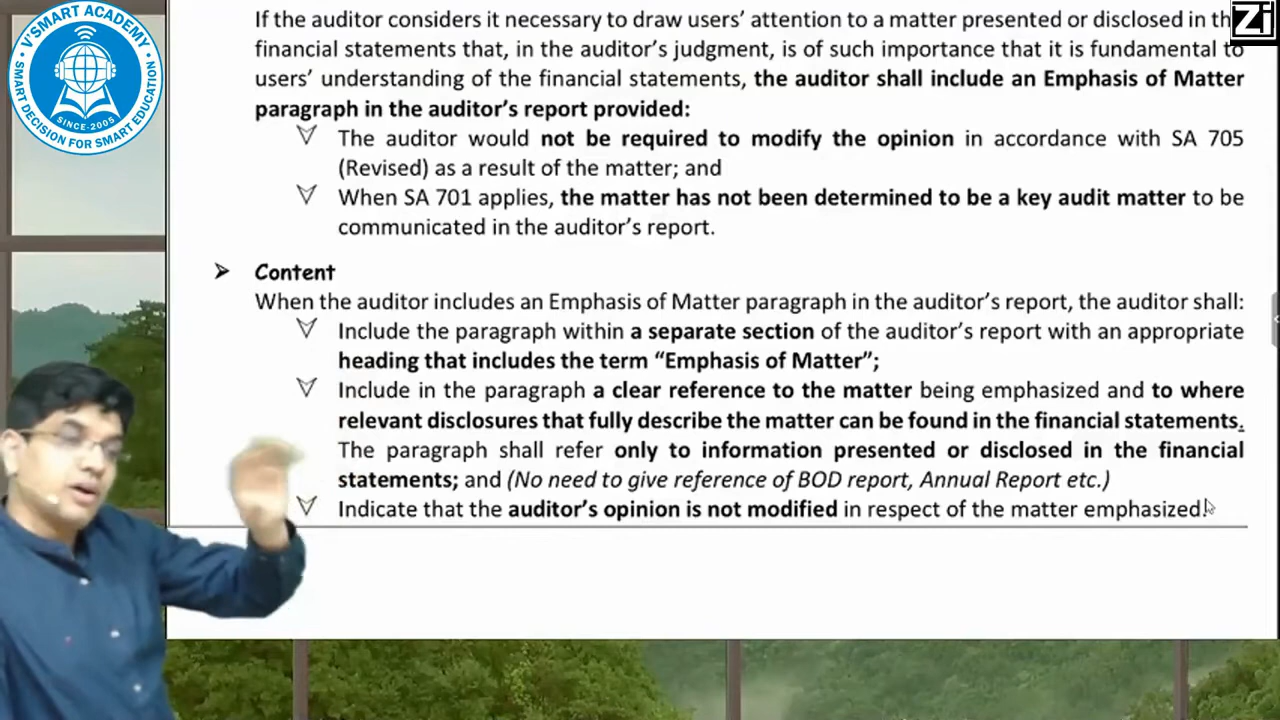 If the auditor considers it necessary to draw users’ attention to a matter presented or disclosed in
financial statements that, in the auditor’s judgment, is of such importance that it is fundamental to
users’ understanding of the financial statements, the auditor shall include an Emphasis of Matter
paragraph in the auditor’s report provided:
The auditor would not be required to modify the opinion in accordance with SA 705
(Revised) as a result of the matter; and
When SA 701 applies, the matter has not been determined to be a key audit matter to be
communicated in the auditor’s report.
Content
When the auditor includes an Emphasis of Matter paragraph in the auditor’s report, the auditor shall:
Include the paragraph within a separate section of the auditor’s report with an appropriate
heading that includes the term “Emphasis of Matter”;
Include in the paragraph a clear reference to the matter being emphasized and to where
relevant disclosures that fully describe the matter can be found in the financial statements.
The paragraph shall refer only to information presented or disclosed in the financial
statements; and (No need to give reference of BOD report, Annual Report etc.)
Indicate that the auditor’s opinion is not modified in respect of the matter emphasized.
V'SMART ACADEMY
SINCE-2005
SMART DECISION FOR SMART EDUCATION
Zi